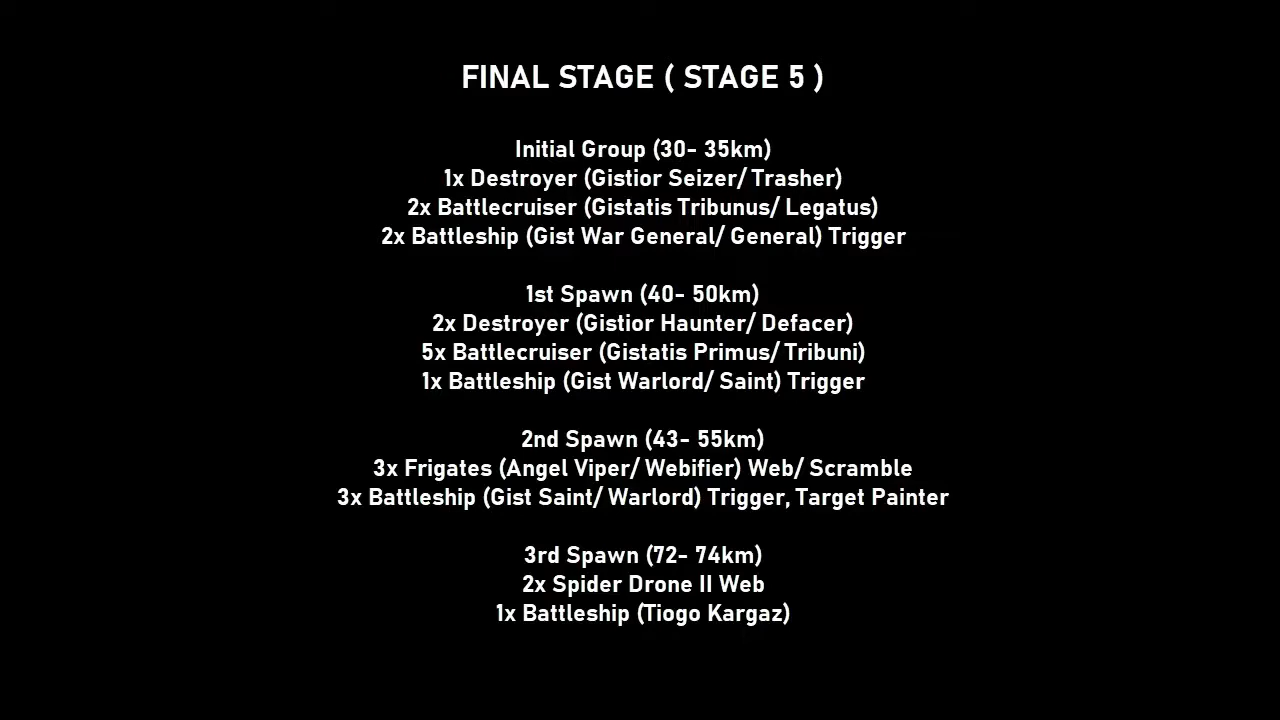 FINAL STAGE ( STAGE 5 )
Initial Group (30- 35km)
1x Destroyer (Gistior Seizer/ Trasher)
2x Battlecruiser (Gistatis Tribunus/ Legatus)
2x Battleship (Gist War General/ General) Trigger
1st Spawn (40- 50km)
2x Destroyer (Gistior Haunter/ Defacer)
5x Battlecruiser (Gistatis Primus/ Tribuni)
1x Battleship (Gist Warlord/ Saint) Trigger
2nd Spawn (43- 55km)
3x Frigates (Angel Viper/ Webifier) Web/ Scramble
3x Battleship (Gist Saint/ Warlord) Trigger, Target Painter
3rd Spawn (72- 74km)
2x Spider Drone II Web
1x Battleship (Tiogo Kargaz)